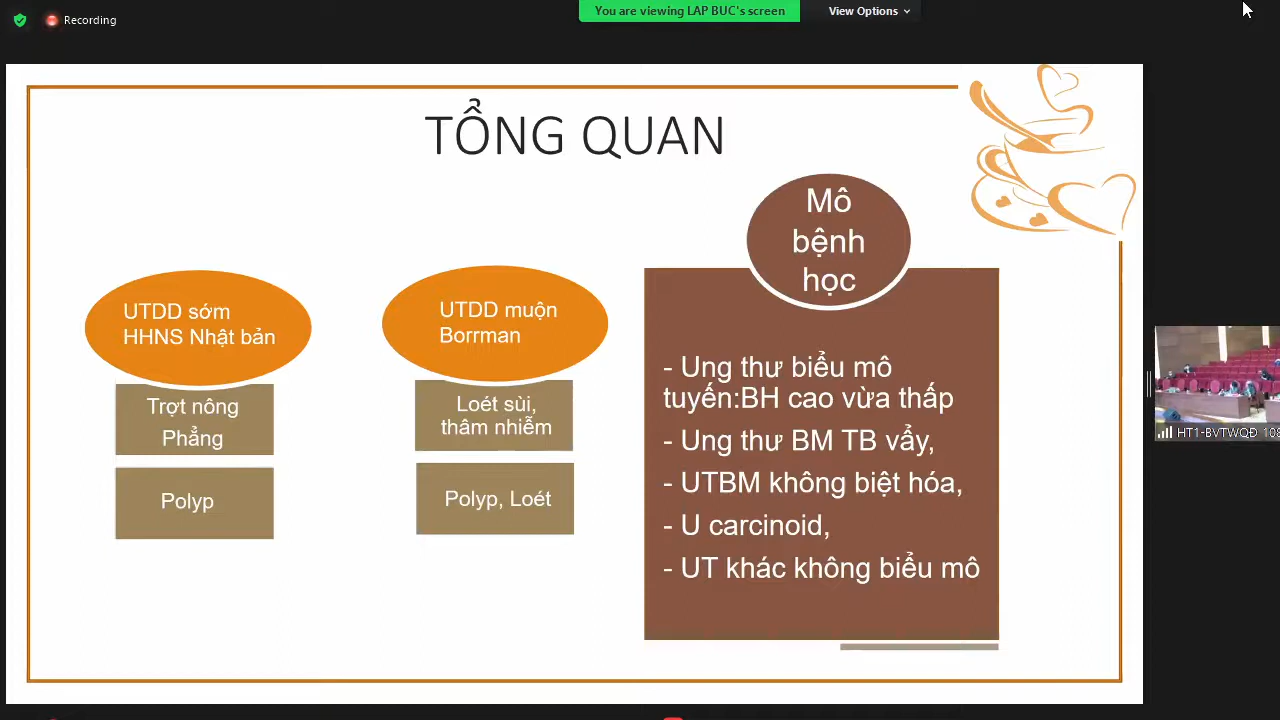 Recording
You are viewing LAP BUC's screen
View Options
TỔNG QUAN
UTDD sớm
HHNS Nhật bản
Trợt nông
Phẳng
Polyp
UTDD muộn
Borrman
Loét sùi,
thâm nhiễm
Polyp, Loét
Mô
bệnh
học
- Ung thư biểu mô
tuyến:BH cao vừa thấp
- Ung thư BM TB vẩy,
- UTBM không biệt hóa,
- U carcinoid,
- UT khác không biểu mô
HT1-BVTWQĐ 108